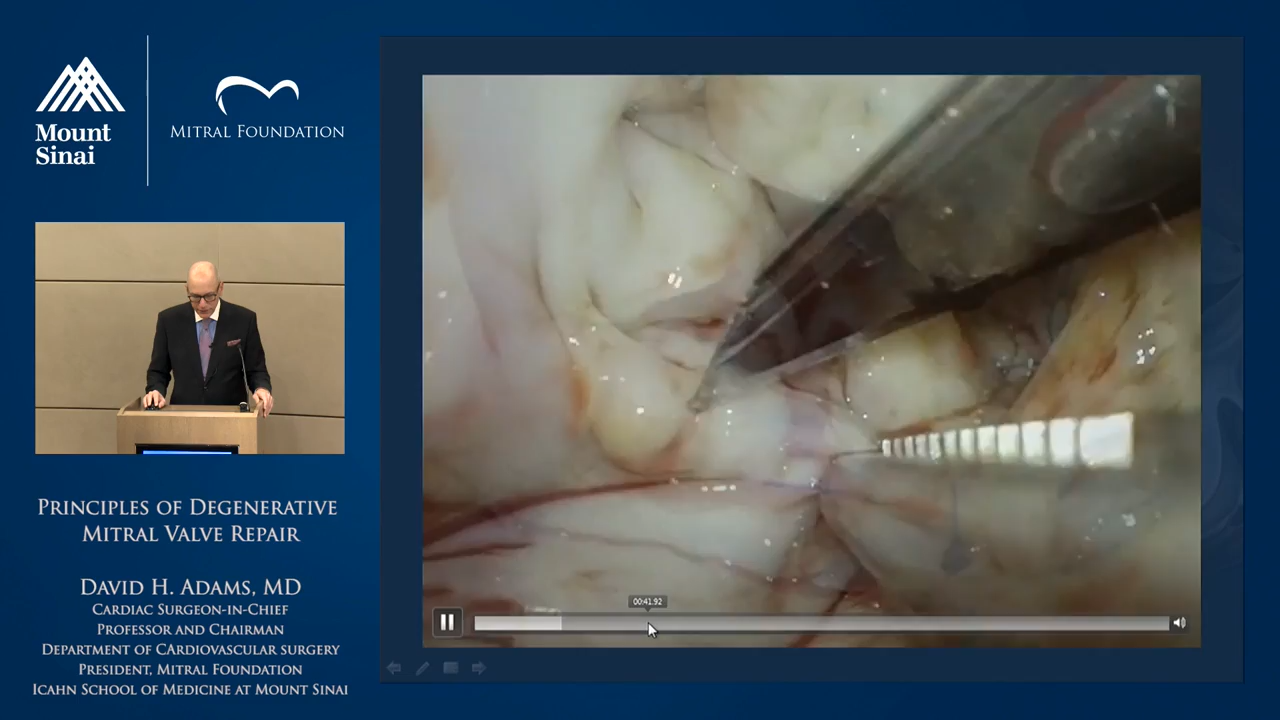 Mount
Sinai
MITRAL FOUNDATION
PRINCIPLES OF DEGENERATIVE
MITRAL VALVE REPAIR
DAVID H. ADAMS, MD
CARDIAC SURGEON-IN-CHIEF
PROFESSOR AND CHAIRMAN
DEPARTMENT OF CARDIOVASCULAR SURGERY
PRESIDENT, MITRAL FOUNDATION
ICAHN SCHOOL OF MEDICINE AT MOUNT SINAI
00:41.92